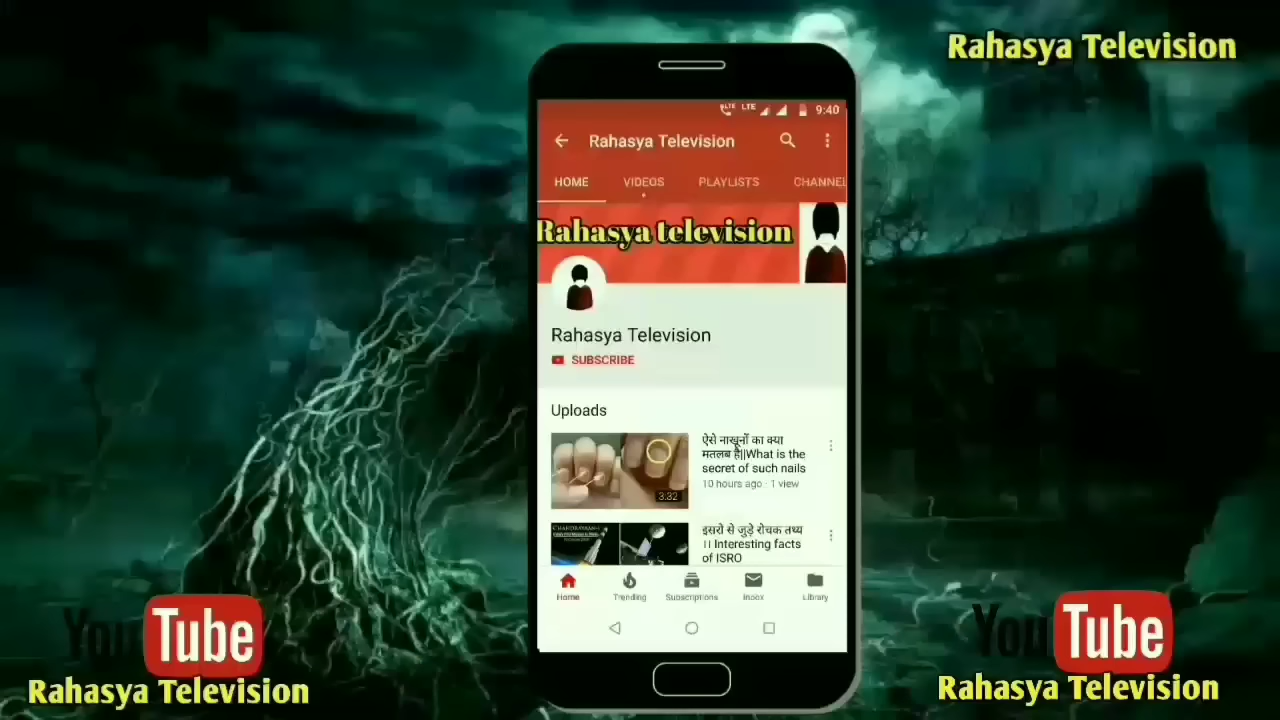 Rahasya Television
LTE LTE 9:40
Rahasya Television
HOME VIDEOS PLAYLISTS CHANNEL
Rahasya television
Rahasya Television
SUBSCRIBE
Uploads
ऐसे नाखूनों का क्या
मतलब है||What is the
secret of such nails
10 hours ago · 1 view
3:32
इसरो से जुड़े रोचक तथ्य
।। Interesting facts
of ISRO
Home Trending Subscriptions Inbox Library
YouTube
Rahasya Television
YouTube
Rahasya Television